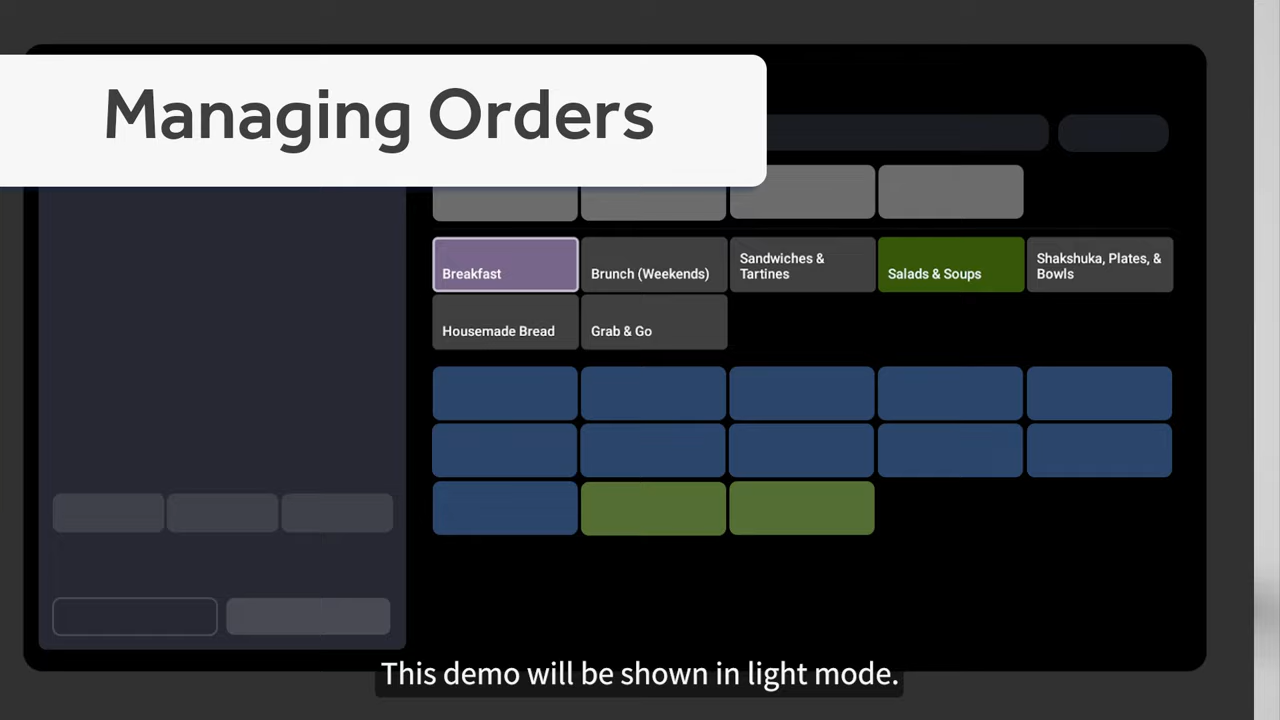 Managing Orders
Breakfast
Brunch (Weekends)
Sandwiches &
Tartines
Salads & Soups
Shakshuka, Plates, &
Bowls
Housemade Bread
Grab & Go
This demo will be shown in light mode.